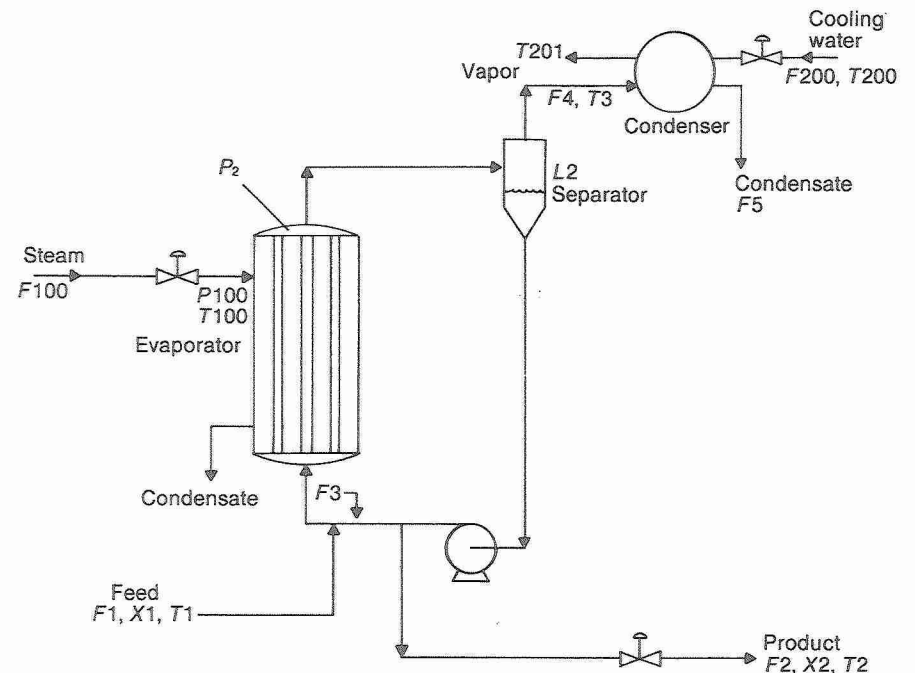 Cooling
water
T201
F200, T200
Vapor
F4, T3
Condenser
P2
L2
Separator
Condensate
F5
Steam
F100
P100
T100
Evaporator
Condensate
F3
Feed
F1, X1, T1
Product
F2, X2, T2